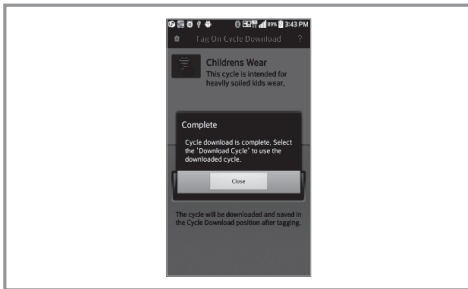 89% 3:43 PM
Tag On Cycle Download ?
Childrens Wear
This cycle is intended for
heavily soiled kids wear.
Complete
Cycle download is complete. Select
the 'Download Cycle' to use the
downloaded cycle.
Close
The cycle will be downloaded and saved in
the Cycle Download position after tagging.